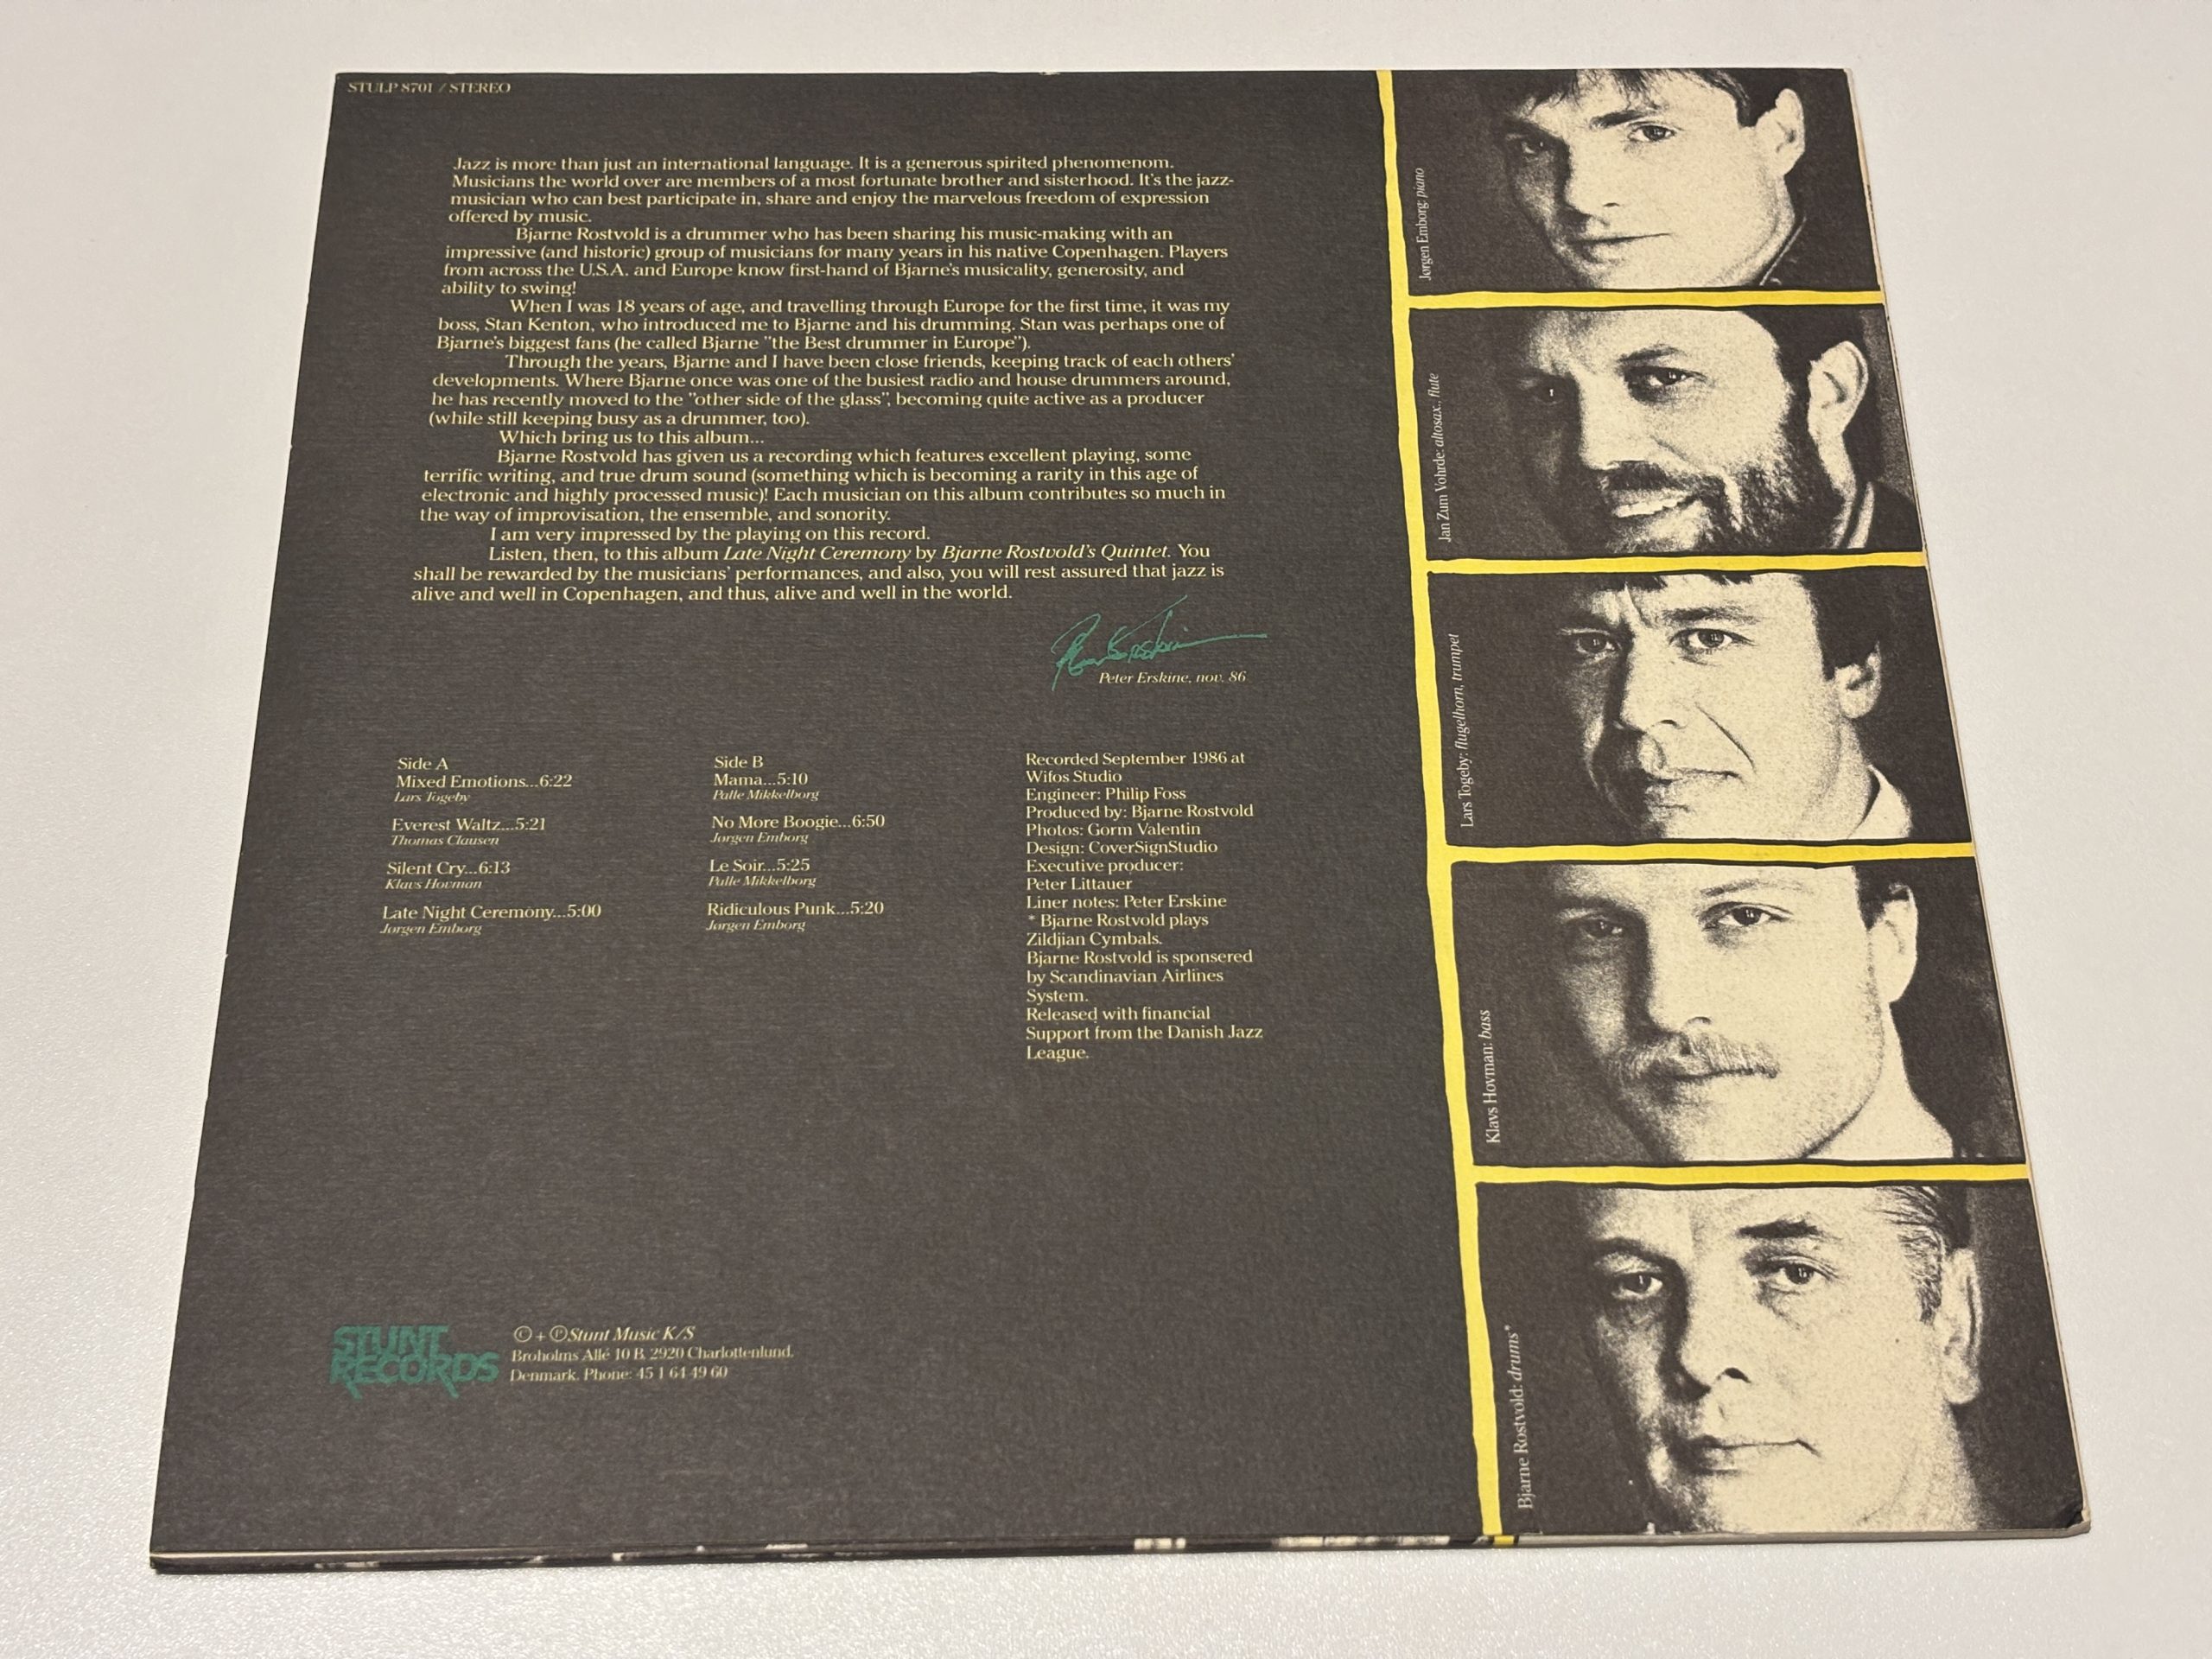 STULP 8701 / STEREO
Jazz is more than just an international language. It is a generous spirited phenomenom.
Musicians the world over are members of a most fortunate brother and sisterhood. It's the jazz-
musician who can best participate in, share and enjoy the marvelous freedom of expression
offered by music.
Bjarne Rostvold is a drummer who has been sharing his music-making with an
impressive (and historic) group of musicians for many years in his native Copenhagen. Players
from across the U.S.A. and Europe know first-hand of Bjarne's musicality, generosity, and
ability to swing!
When I was 18 years of age, and travelling through Europe for the first time, it was my
boss, Stan Kenton, who introduced me to Bjarne and his drumming. Stan was perhaps one of
Bjarne's biggest fans (he called Bjarne "the Best drummer in Europe").
Through the years, Bjarne and I have been close friends, keeping track of each others'
developments. Where Bjarne once was one of the busiest radio and house drummers around,
he has recently moved to the "other side of the glass", becoming quite active as a producer
(while still keeping busy as a drummer, too).
Which bring us to this album...
Bjarne Rostvold has given us a recording which features excellent playing, some
terrific writing, and true drum sound (something which is becoming a rarity in this age of
electronic and highly processed music)! Each musician on this album contributes so much in
the way of improvisation, the ensemble, and sonority.
I am very impressed by the playing on this record.
Listen, then, to this album Late Night Ceremony by Bjarne Rostvold's Quintet. You
shall be rewarded by the musicians' performances, and also, you will rest assured that jazz is
alive and well in Copenhagen, and thus, alive and well in the world.
Peter Erskine
Peter Erskine, nov. 86
Side A
Mixed Emotions...6:22
Lars Togeby
Everest Waltz...5:21
Thomas Clausen
Silent Cry...6:13
Klavs Hovman
Late Night Ceremony...5:00
Jørgen Emborg
Side B
Mama...5:10
Palle Mikkelborg
No More Boogie...6:50
Jørgen Emborg
Le Soir...5:25
Palle Mikkelborg
Ridiculous Punk...5:20
Jørgen Emborg
Recorded September 1986 at
Wifos Studio
Engineer: Philip Foss
Produced by: Bjarne Rostvold
Photos: Gorm Valentin
Design: CoverSignStudio
Executive producer:
Peter Littauer
Liner notes: Peter Erskine
* Bjarne Rostvold plays
Zildjian Cymbals.
Bjarne Rostvold is sponsered
by Scandinavian Airlines
System.
Released with financial
Support from the Danish Jazz
League.
STUNT
RECORDS
© + ℗ Stunt Music K/S
Broholms Allé 10 B. 2920 Charlottenlund.
Denmark. Phone: 45 1 64 49 60
Jørgen Emborg: piano
Jan Zum Vohrde: altosax., flute
Lars Togeby: flugelhorn, trumpet
Klavs Hovman: bass
Bjarne Rostvold: drums*